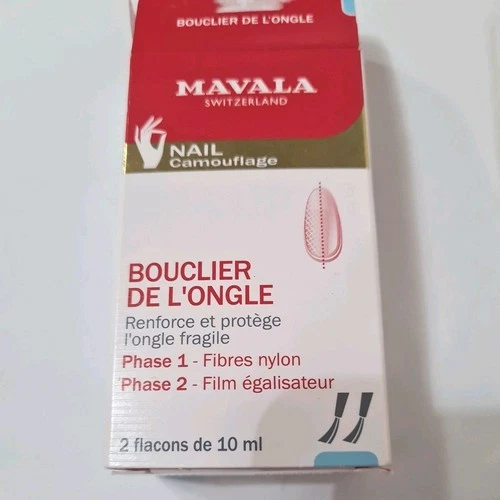 BOUCLIER DE L'ONGLE
MAVALA
SWITZERLAND
NAIL
Camouflage
BOUCLIER
DE L'ONGLE
Renforce et protège
l'ongle fragile
Phase 1 - Fibres nylon
Phase 2 - Film égalisateur
2 flacons de 10 ml